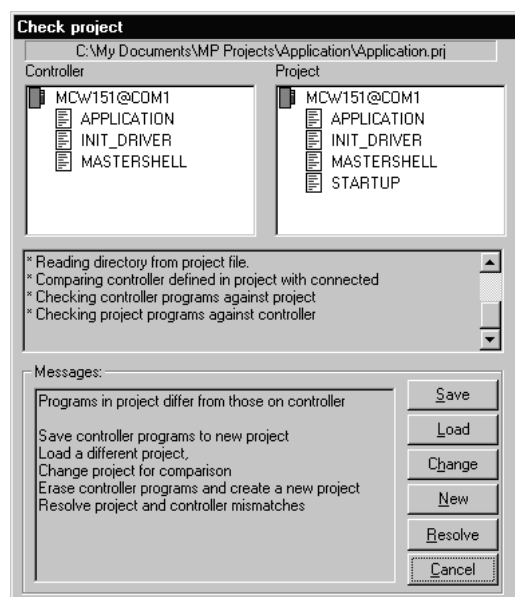 Check project
C:\My Documents\MP Projects\Application\Application.prj
Controller
MCW151@COM1
APPLICATION
INIT_DRIVER
MASTERSHELL
Project
MCW151@COM1
APPLICATION
INIT_DRIVER
MASTERSHELL
STARTUP
* Reading directory from project file.
* Comparing controller defined in project with connected
* Checking controller programs against project
* Checking project programs against controller
Messages:
Programs in project differ from those on controller
Save controller programs to new project
Load a different project,
Change project for comparison
Erase controller programs and create a new project
Resolve project and controller mismatches
Save
Load
Change
New
Resolve
Cancel